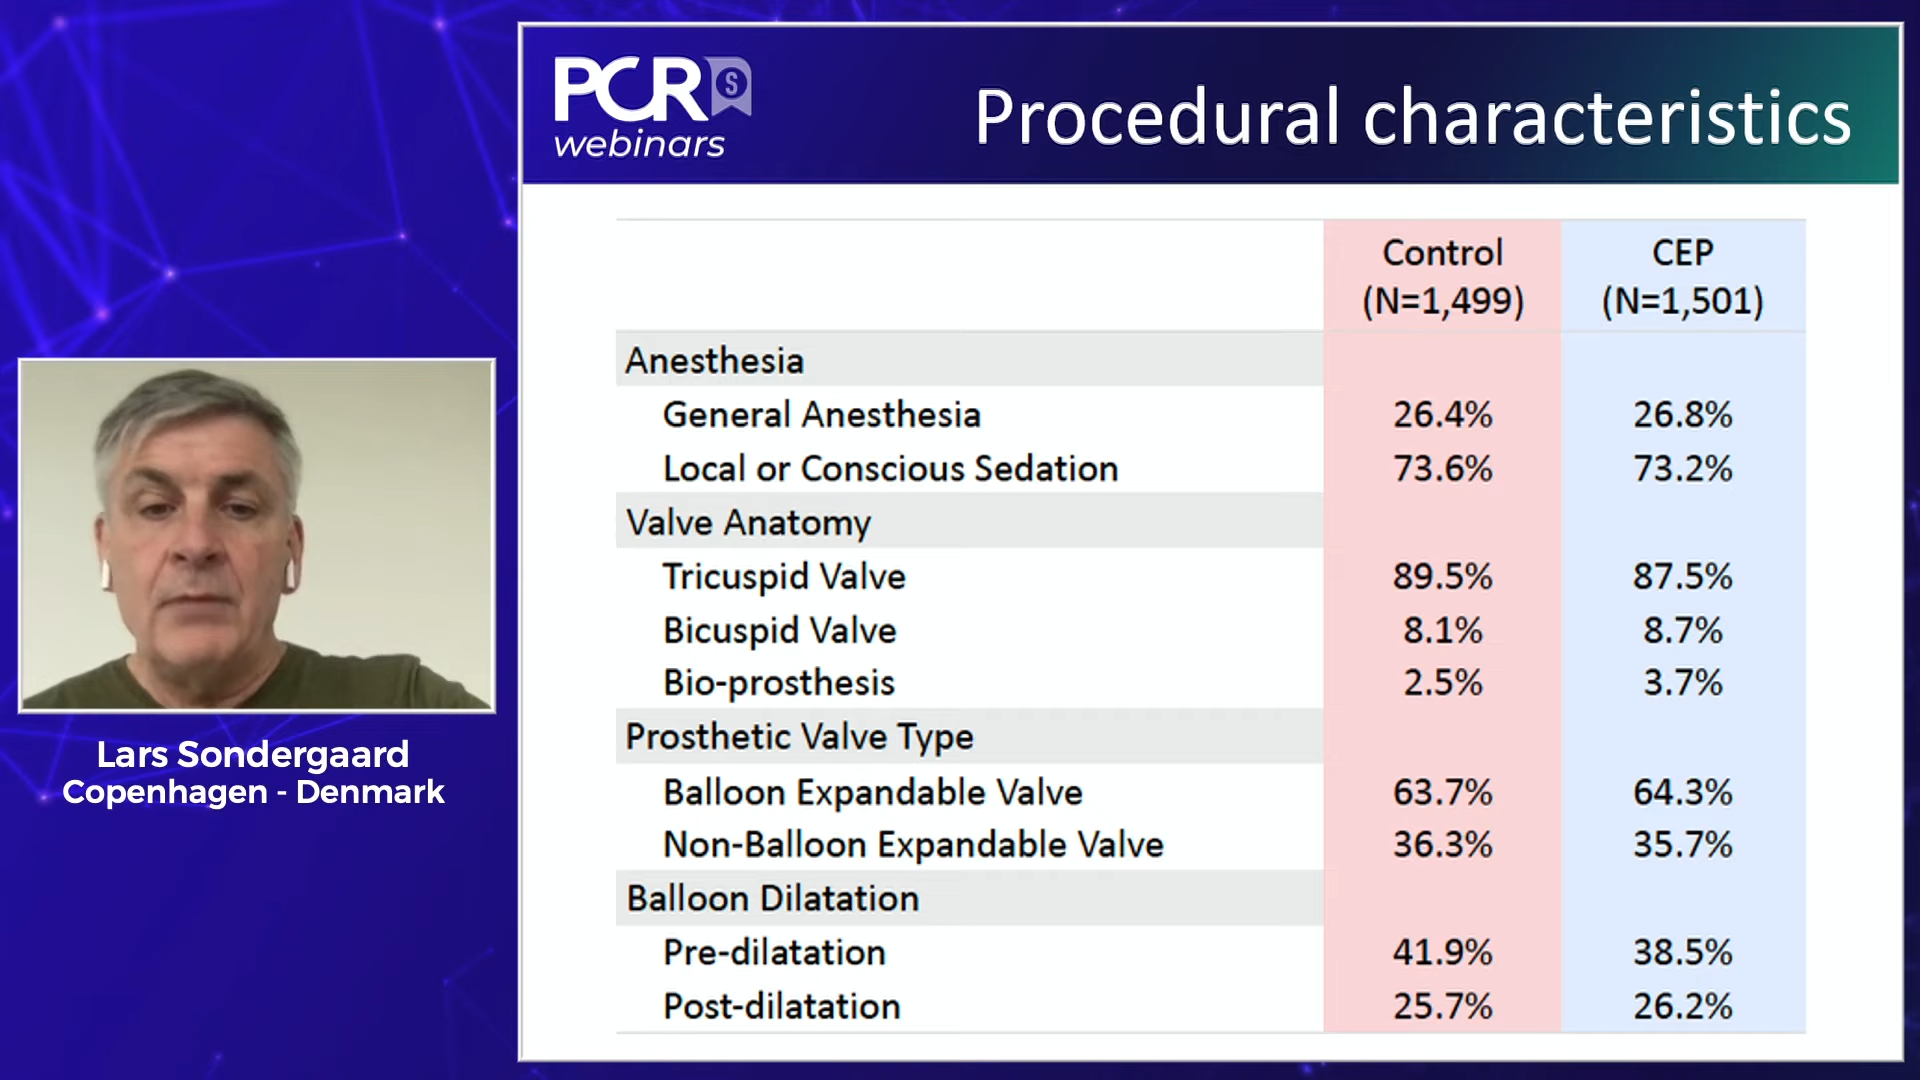 PCR S
webinars
Procedural characteristics
Control CEP
(N=1,499) (N=1,501)
Anesthesia
General Anesthesia 26.4% 26.8%
Local or Conscious Sedation 73.6% 73.2%
Valve Anatomy
Tricuspid Valve 89.5% 87.5%
Bicuspid Valve 8.1% 8.7%
Bio-prosthesis 2.5% 3.7%
Prosthetic Valve Type
Balloon Expandable Valve 63.7% 64.3%
Non-Balloon Expandable Valve 36.3% 35.7%
Balloon Dilatation
Pre-dilatation 41.9% 38.5%
Post-dilatation 25.7% 26.2%
Lars Sondergaard
Copenhagen - Denmark